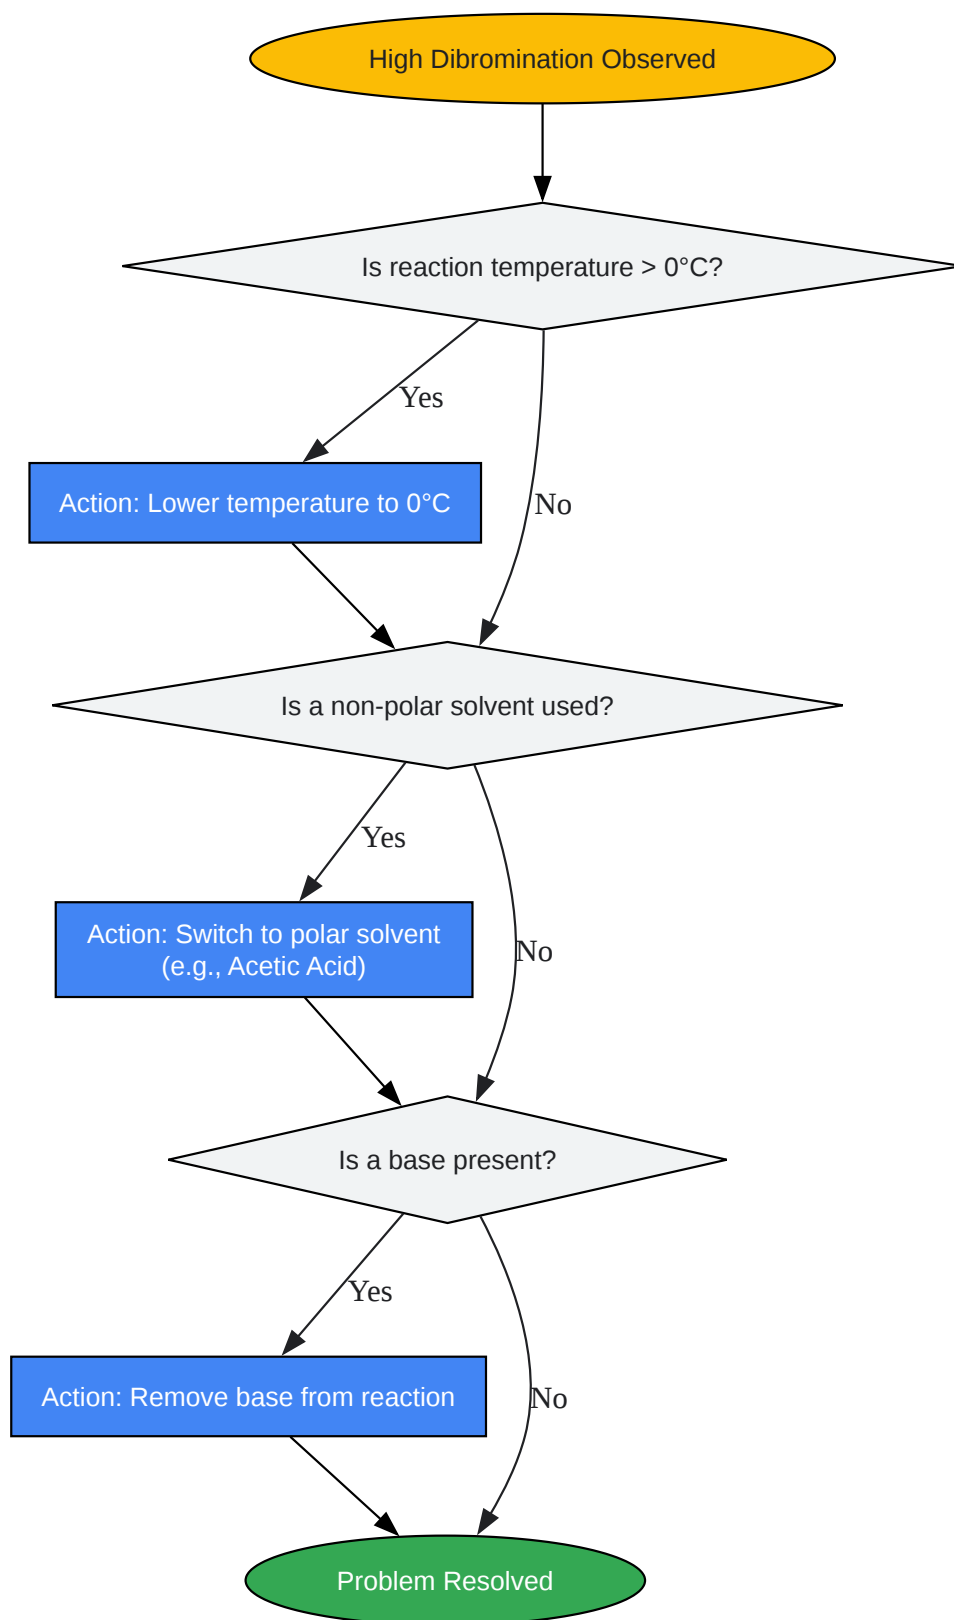 High Dibromination Observed
Is reaction temperature > 0°C?
Yes
Action: Lower temperature to 0°C
No
Is a non-polar solvent used?
Yes
Action: Switch to polar solvent
(e.g., Acetic Acid)
No
Is a base present?
Yes
Action: Remove base from reaction
No
Problem Resolved